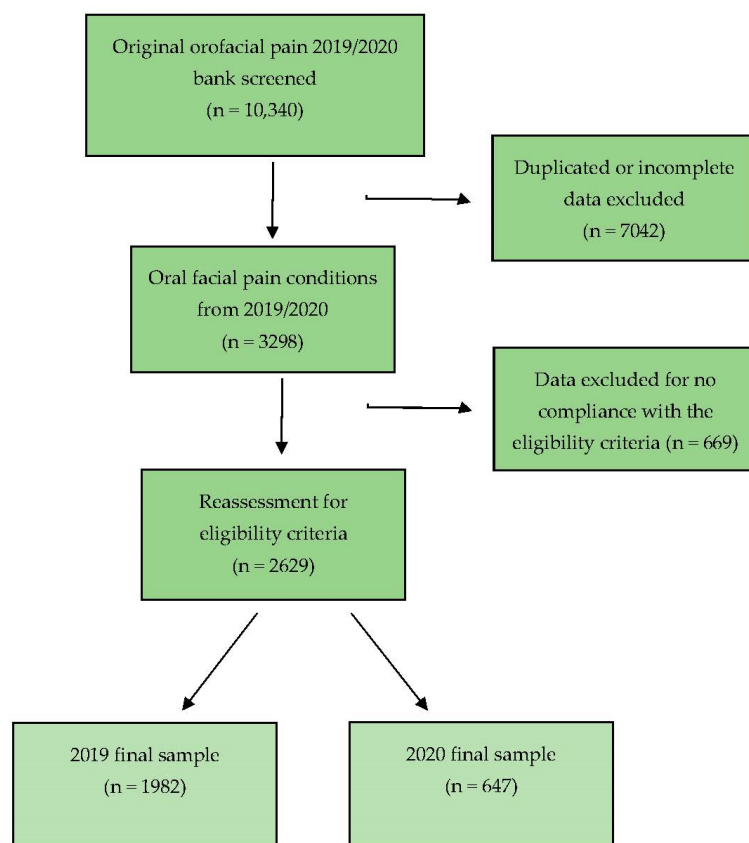 Original orofacial pain 2019/2020
bank screened
(n = 10,340)
Duplicated or incomplete
data excluded
(n = 7042)
Oral facial pain conditions
from 2019/2020
(n = 3298)
Data excluded for no
compliance with the
eligibility criteria (n = 669)
Reassessment for
eligibility criteria
(n = 2629)
2019 final sample
(n = 1982)
2020 final sample
(n = 647)